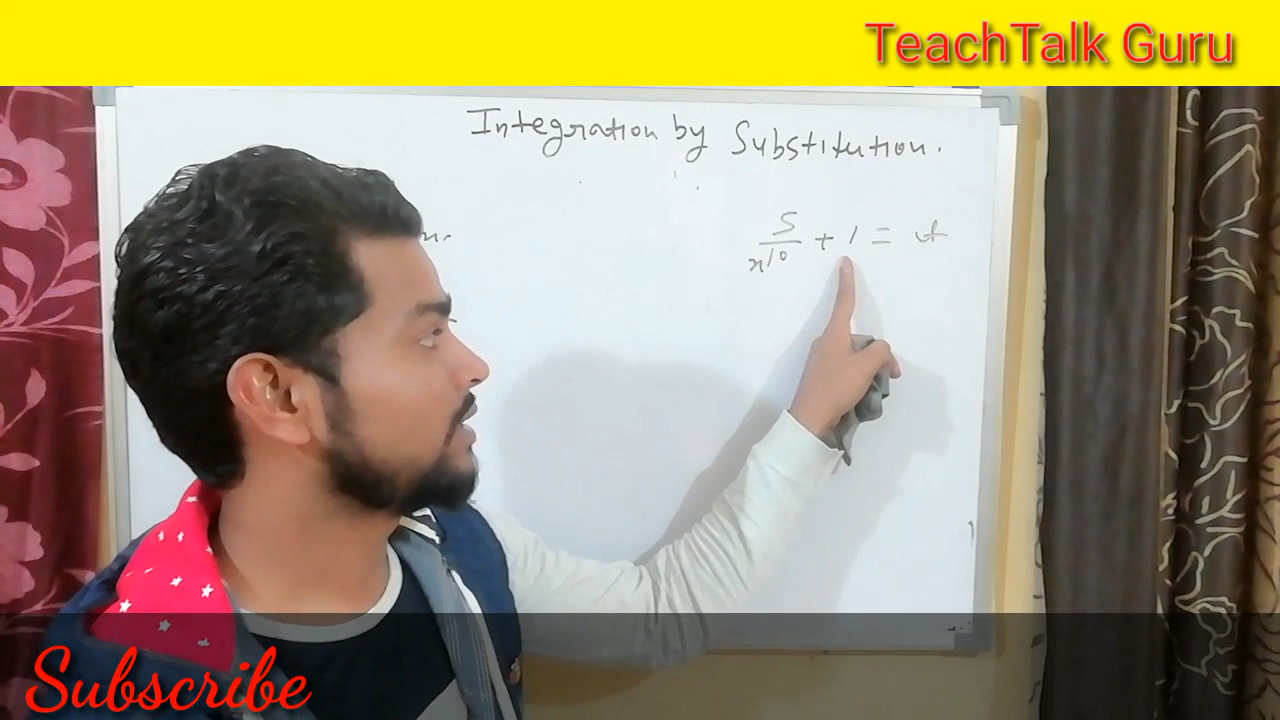 TeachTalk Guru
Integration by Substitution.
5/x^10 + 1 = t
Subscribe